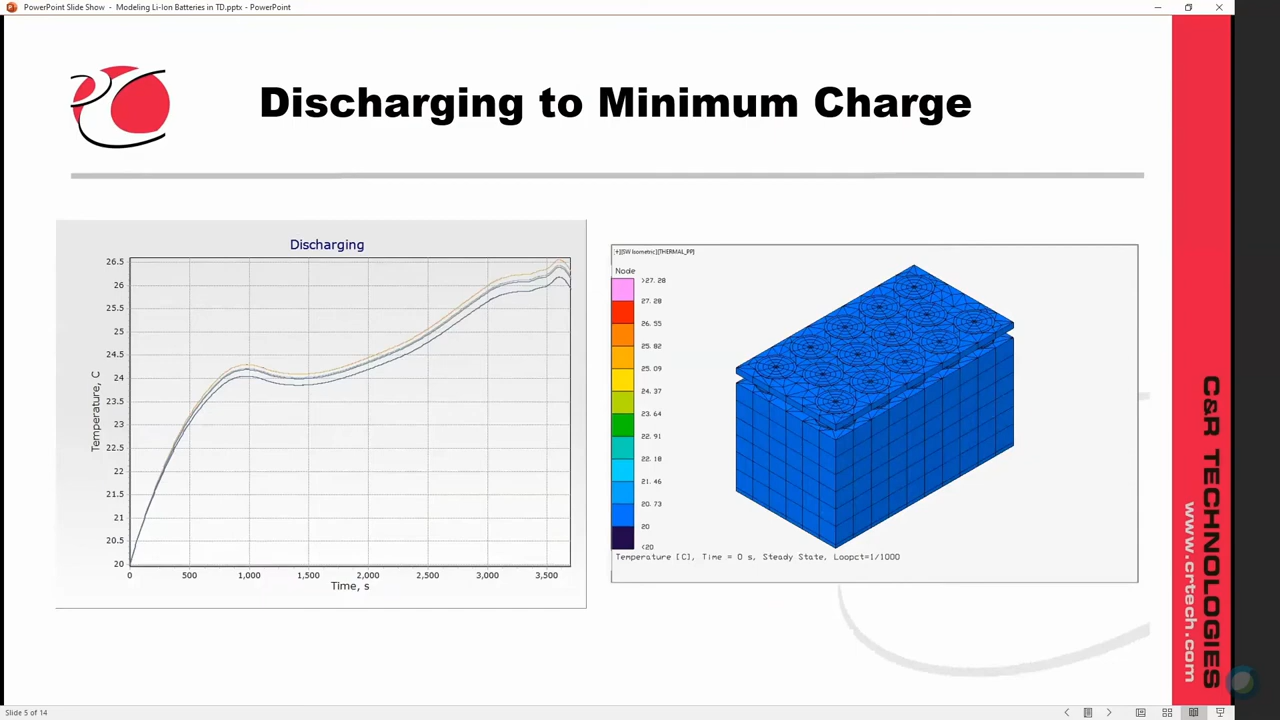 PowerPoint Slide Show - Modeling Li-Ion Batteries in TD.pptx - PowerPoint
Discharging to Minimum Charge
Discharging
26.5
26
25.5
25
24.5
24
23.5
23
22.5
22
21.5
21
20.5
20
Temperature, C
0 500 1,000 1,500 2,000 2,500 3,000 3,500
Time, s
[+][SW Isometric][THERMAL_PP]
Node
>27.28
27.28
26.55
25.82
25.09
24.37
23.64
22.91
22.18
21.46
20.73
20
<20
Temperature [C], Time = 0 s, Steady State, Loopct=1/1000
C&R TECHNOLOGIES
www.crtech.com
Slide 5 of 14